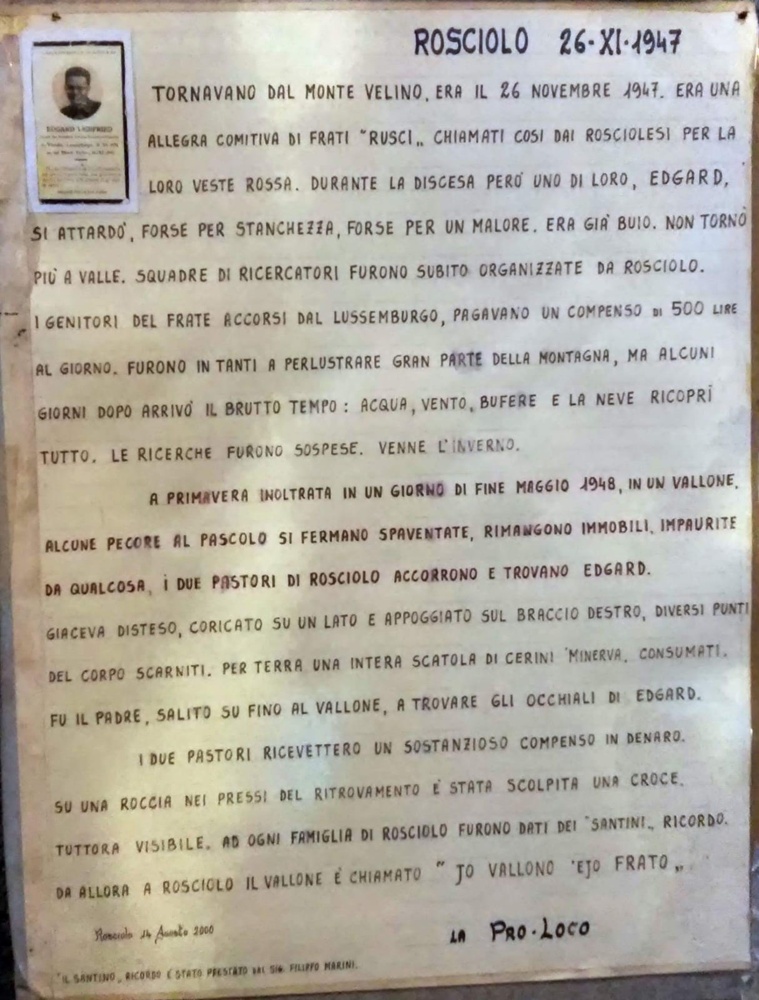 ROSCIOLO 26-XI-1947
TORNAVANO DAL MONTE VELINO, ERA IL 26 NOVEMBRE 1947. ERA UNA
ALLEGRA COMITIVA DI FRATI "RUSCI„ CHIAMATI COSI DAI ROSCIOLESI PER LA
LORO VESTE ROSSA. DURANTE LA DISCESA PERÒ UNO DI LORO, EDGARD,
SI ATTARDÒ, FORSE PER STANCHEZZA, FORSE PER UN MALORE. ERA GIÀ BUIO. NON TORNÒ
PIÙ A VALLE. SQUADRE DI RICERCATORI FURONO SUBITO ORGANIZZATE DA ROSCIOLO.
I GENITORI DEL FRATE ACCORSI DAL LUSSEMBURGO, PAGAVANO UN COMPENSO DI 500 LIRE
AL GIORNO. FURONO IN TANTI A PERLUSTRARE GRAN PARTE DELLA MONTAGNA, MA ALCUNI
GIORNI DOPO ARRIVÒ IL BRUTTO TEMPO: ACQUA, VENTO, BUFERE E LA NEVE RICOPRÌ
TUTTO. LE RICERCHE FURONO SOSPESE. VENNE L'INVERNO.
A PRIMAVERA INOLTRATA IN UN GIORNO DI FINE MAGGIO 1948, IN UN VALLONE,
ALCUNE PECORE AL PASCOLO SI FERMANO SPAVENTATE, RIMANGONO IMMOBILI, IMPAURITE
DA QUALCOSA, I DUE PASTORI DI ROSCIOLO ACCORRONO E TROVANO EDGARD.
GIACEVA DISTESO, CORICATO SU UN LATO E APPOGGIATO SUL BRACCIO DESTRO, DIVERSI PUNTI
DEL CORPO SCARNITI. PER TERRA UNA INTERA SCATOLA DI CERINI "MINERVA„ CONSUMATI.
FU IL PADRE, SALITO SU FINO AL VALLONE, A TROVARE GLI OCCHIALI DI EDGARD.
I DUE PASTORI RICEVETTERO UN SOSTANZIOSO COMPENSO IN DENARO.
SU UNA ROCCIA NEI PRESSI DEL RITROVAMENTO È STATA SCOLPITA UNA CROCE,
TUTTORA VISIBILE. AD OGNI FAMIGLIA DI ROSCIOLO FURONO DATI DEI "SANTINI„ RICORDO.
DA ALLORA A ROSCIOLO IL VALLONE È CHIAMATO " JO VALLONO 'EJO FRATO „
Rosciolo 14 Agosto 2000
LA PRO-LOCO
"IL SANTINO„ RICORDO È STATO PRESTATO DAL SIG. FILIPPO MARINI.